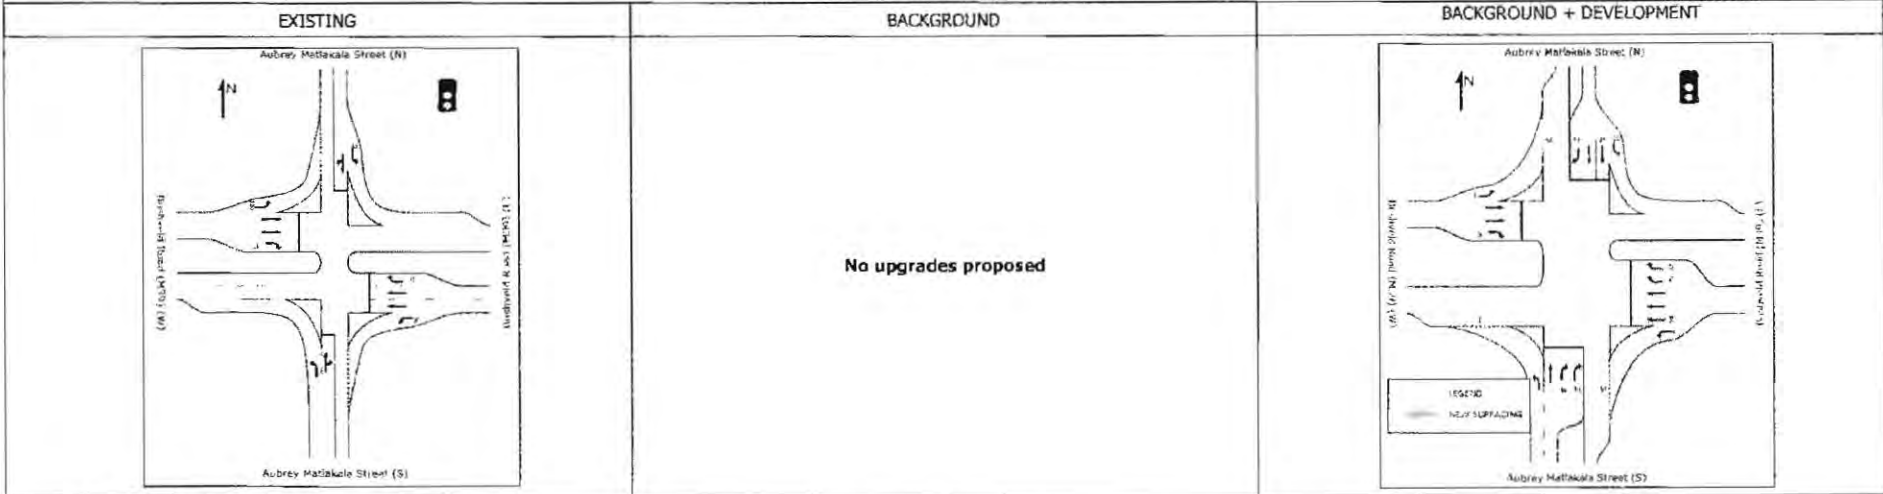 EXISTING
BACKGROUND
BACKGROUND + DEVELOPMENT
Aubrey Matlakala Street (N)
N
Aubrey Matlakala Street (S)
No upgrades proposed
Aubrey Matlakala Street (N)
N
LEGEND
NEW SURFACING
Aubrey Matlakala Street (S)